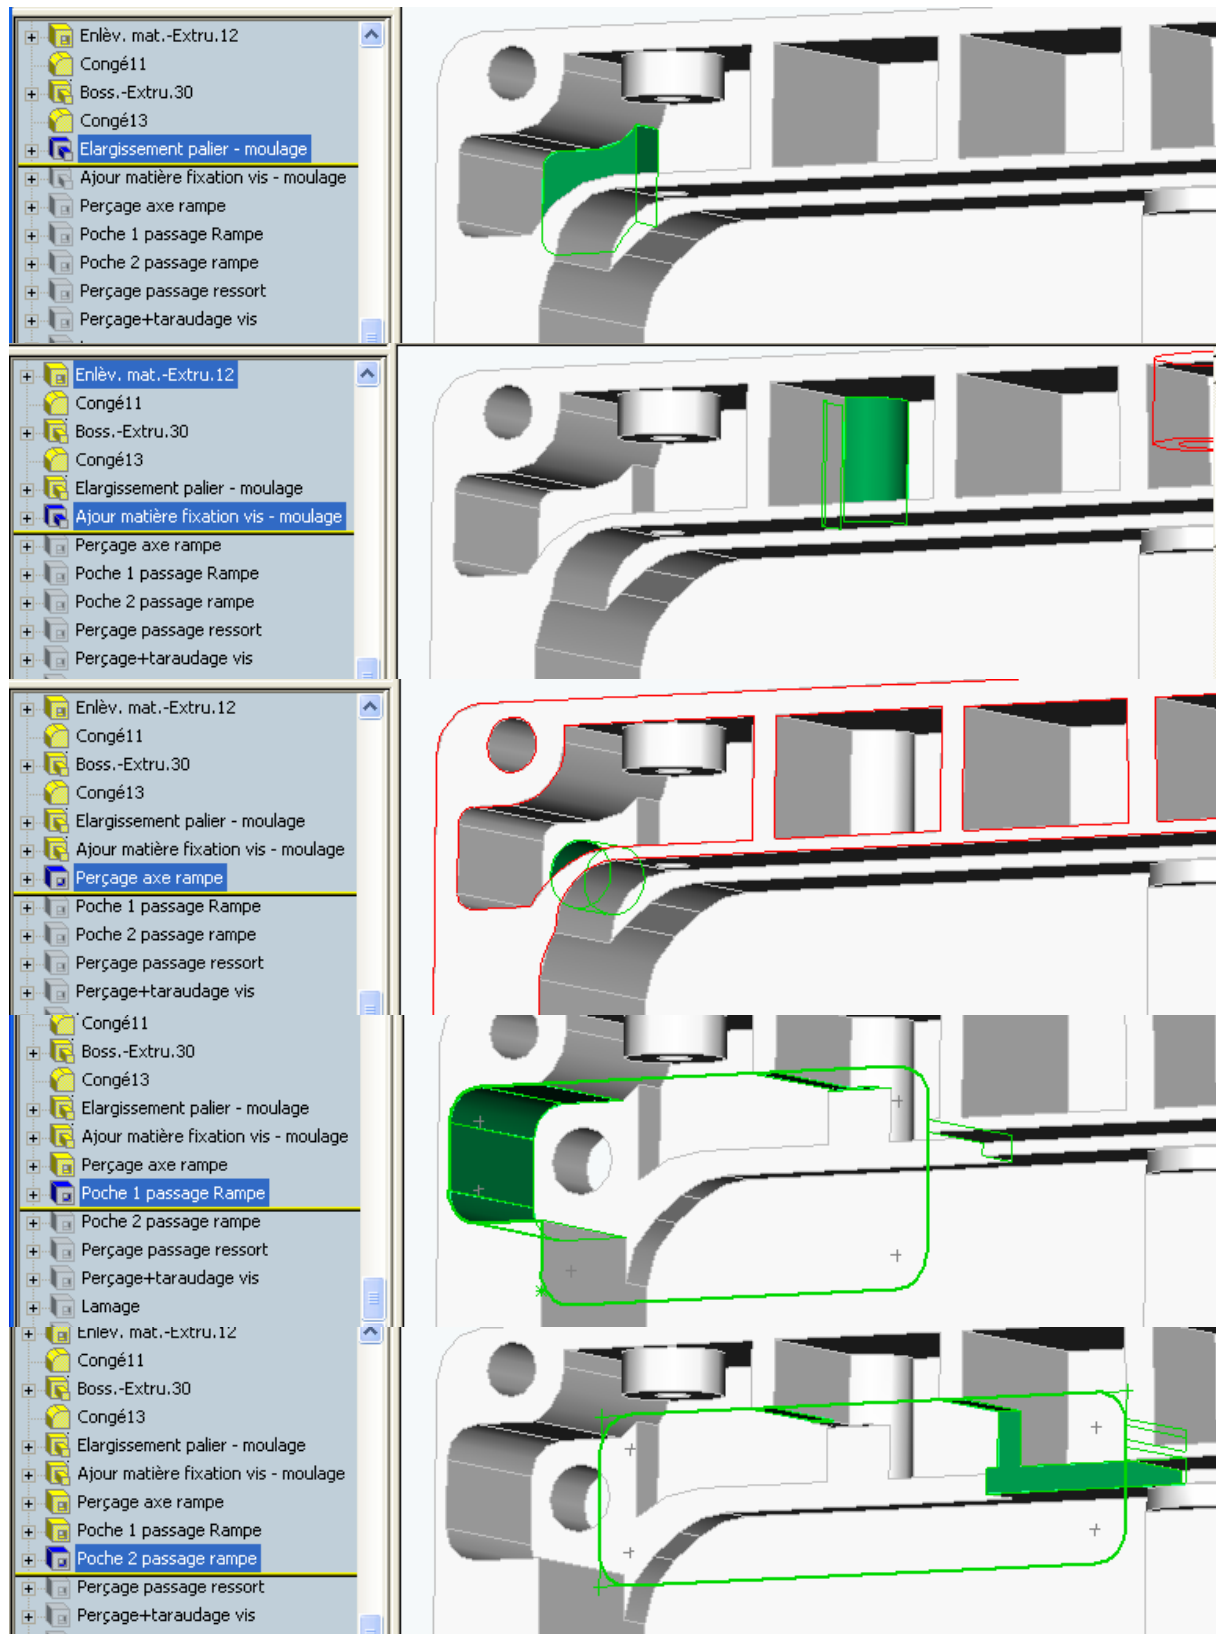 Enlèv. mat.-Extru.12
Congé11
Boss.-Extru.30
Congé13
Elargissement palier - moulage
Ajour matière fixation vis - moulage
Perçage axe rampe
Poche 1 passage Rampe
Poche 2 passage rampe
Perçage passage ressort
Perçage+taraudage vis
Enlèv. mat.-Extru.12
Congé11
Boss.-Extru.30
Congé13
Elargissement palier - moulage
Ajour matière fixation vis - moulage
Perçage axe rampe
Poche 1 passage Rampe
Poche 2 passage rampe
Perçage passage ressort
Perçage+taraudage vis
Enlèv. mat.-Extru.12
Congé11
Boss.-Extru.30
Congé13
Elargissement palier - moulage
Ajour matière fixation vis - moulage
Perçage axe rampe
Poche 1 passage Rampe
Poche 2 passage rampe
Perçage passage ressort
Perçage+taraudage vis
Congé11
Boss.-Extru.30
Congé13
Elargissement palier - moulage
Ajour matière fixation vis - moulage
Perçage axe rampe
Poche 1 passage Rampe
Poche 2 passage rampe
Perçage passage ressort
Perçage+taraudage vis
Lamage
Enlèv. mat.-Extru.12
Congé11
Boss.-Extru.30
Congé13
Elargissement palier - moulage
Ajour matière fixation vis - moulage
Perçage axe rampe
Poche 1 passage Rampe
Poche 2 passage rampe
Perçage passage ressort
Perçage+taraudage vis